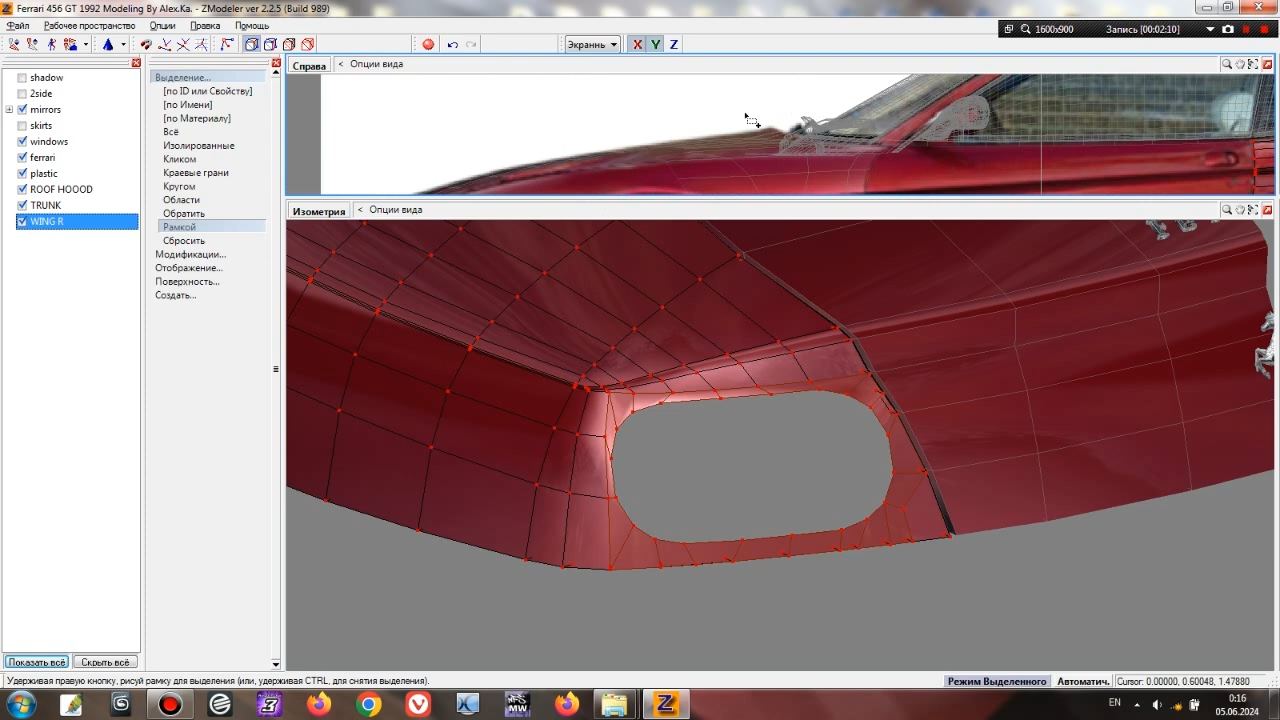 Ferrari 456 GT 1992 Modeling By Alex.Ka. - ZModeler ver 2.2.5 (Build 989)
Файл Рабочее пространство Опции Правка Помощь
1600x900 Запись [00:02:10]
Экранны X Y Z
shadow
2side
mirrors
skirts
windows
ferrari
plastic
ROOF HOOOD
TRUNK
WING R
Показать всё Скрыть всё
Выделение...
[по ID или Свойству]
[по Имени]
[по Материалу]
Всё
Изолированные
Кликом
Краевые грани
Кругом
Области
Обратить
Рамкой
Сбросить
Модификации...
Отображение...
Поверхность...
Создать...
Справа < Опции вида
Изометрия < Опции вида
Удерживая правую кнопку, рисуй рамку для выделения (или, удерживая CTRL, для снятия выделения).
Режим Выделенного Автоматич. Cursor: 0.00000, 0.60048, 1.47880
MW
EN
0:16
05.06.2024